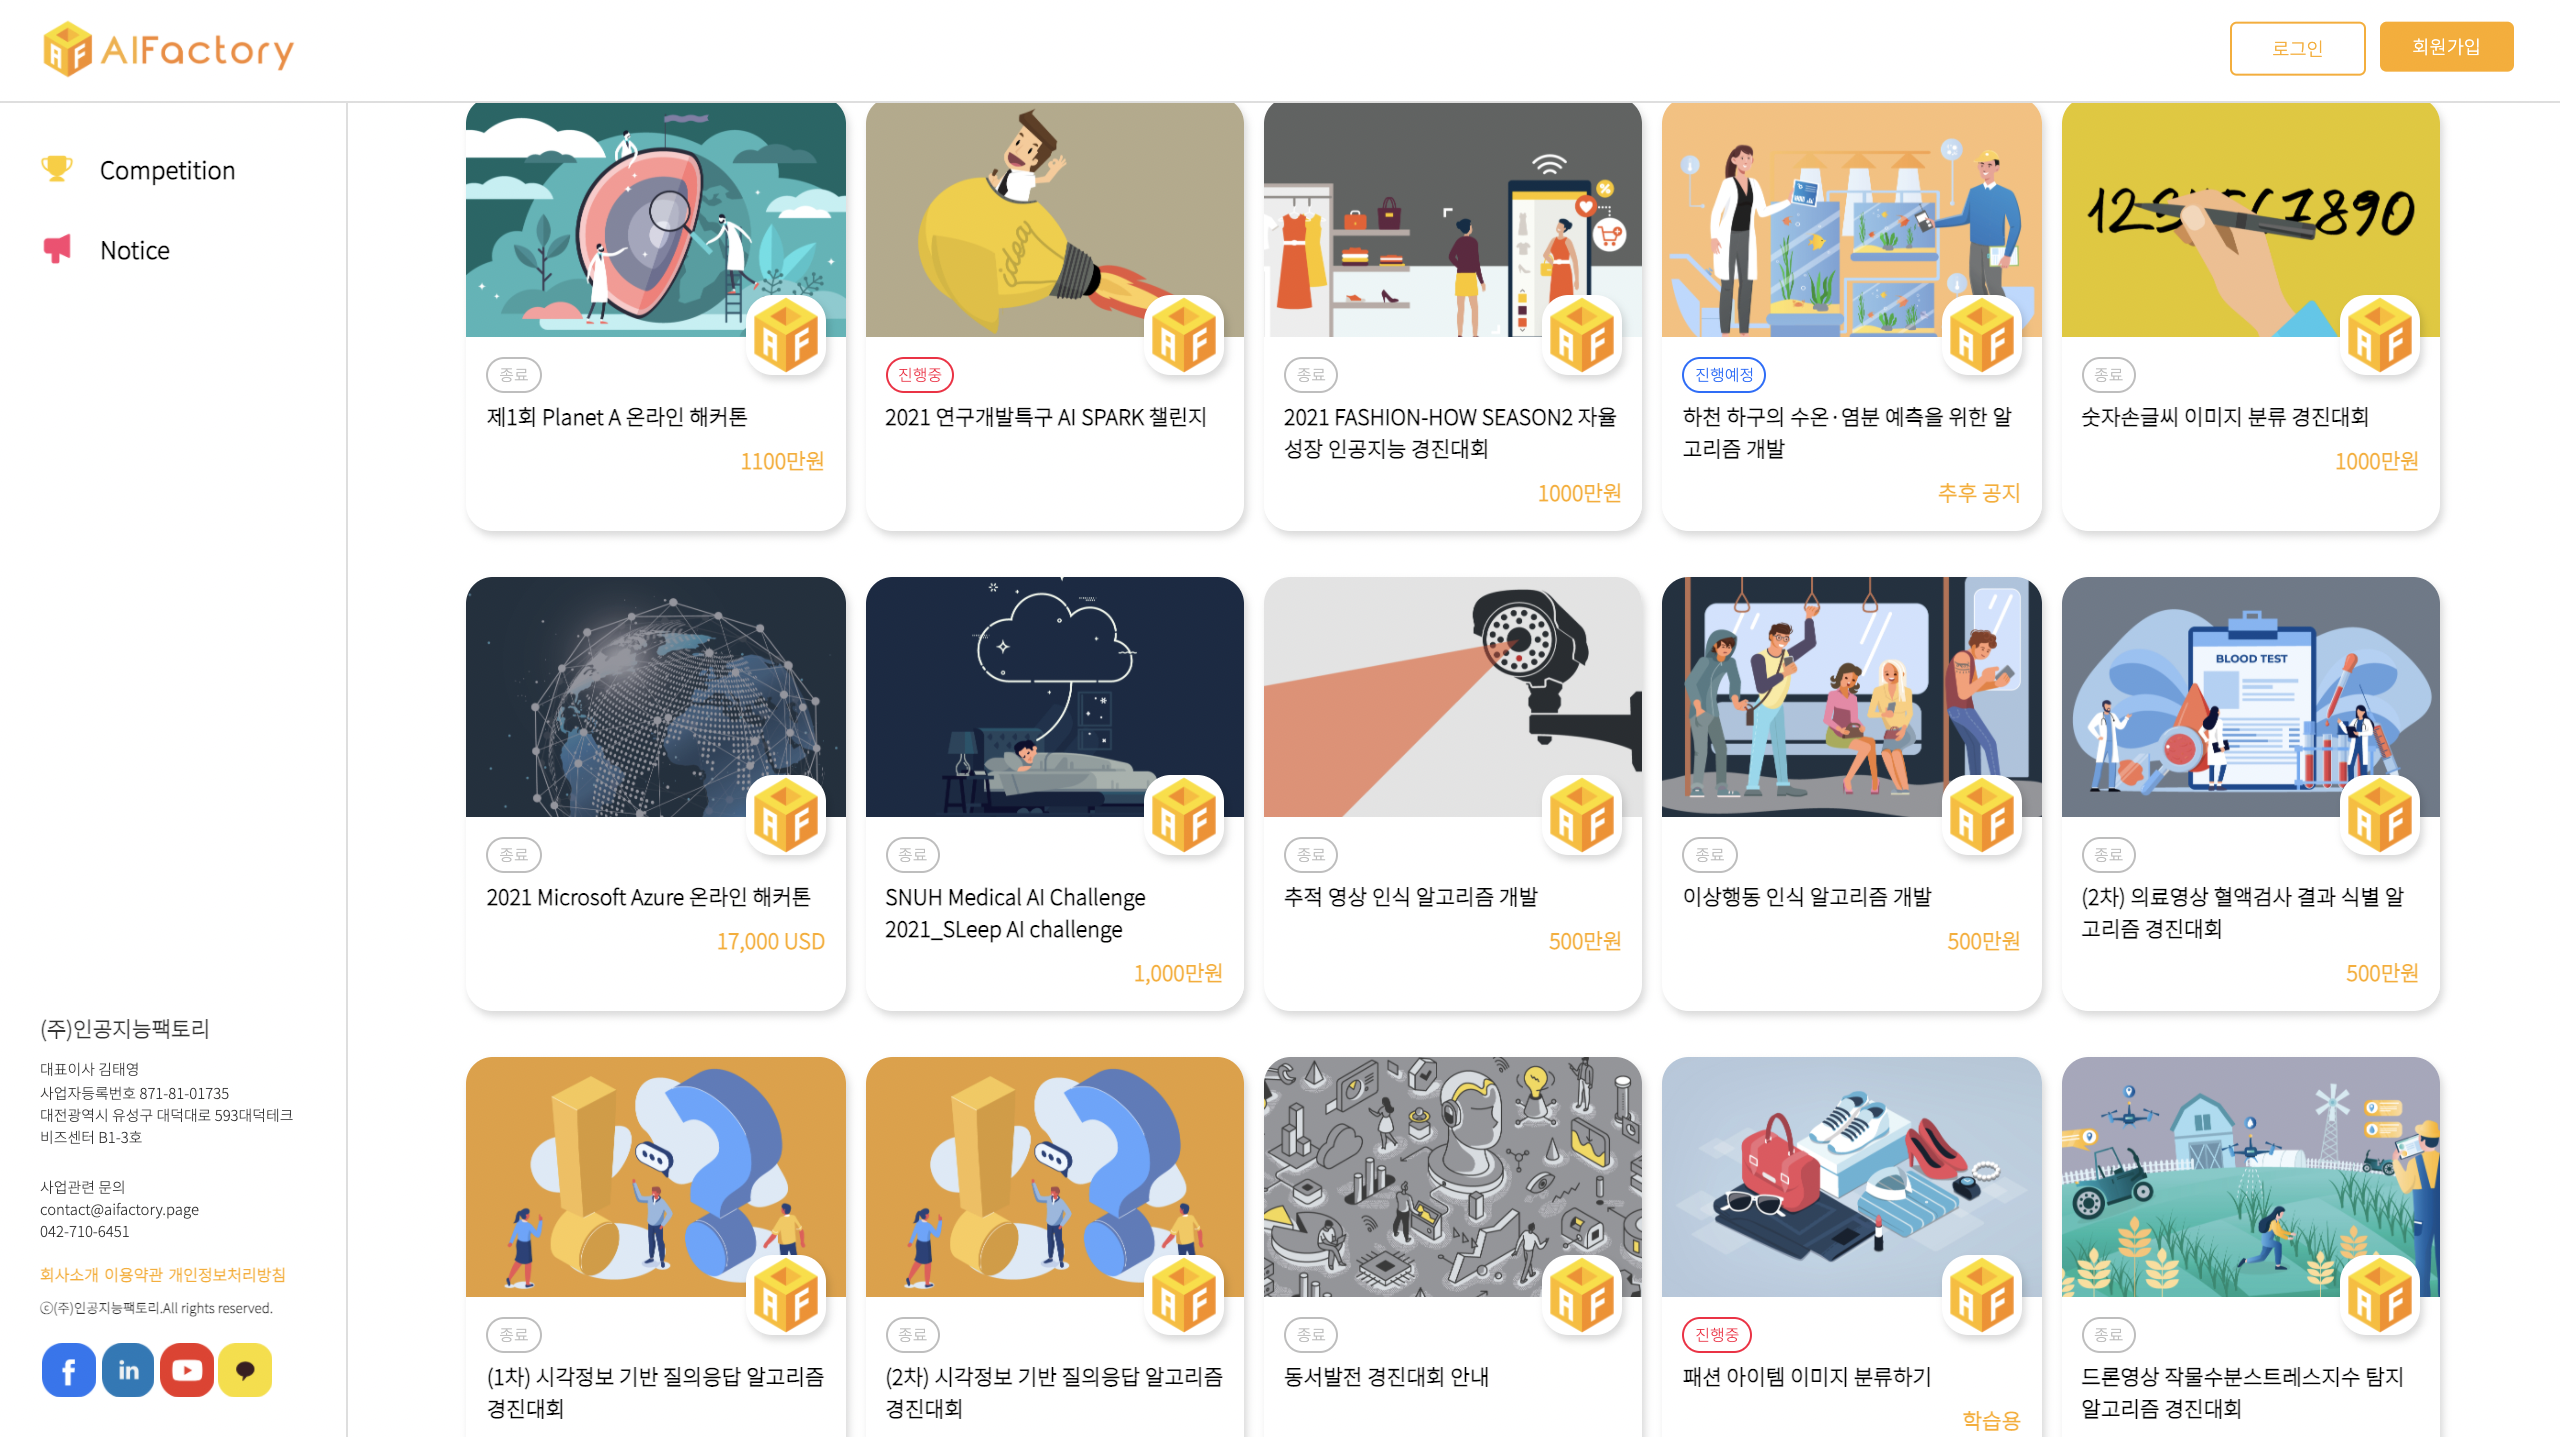 AIFactory
로그인
회원가입
Competition
Notice
종료
제1회 Planet A 온라인 해커톤
1100만원
idea
진행중
2021 연구개발특구 AI SPARK 챌린지
종료
2021 FASHION-HOW SEASON2 자율
성장 인공지능 경진대회
1000만원
진행예정
하천 하구의 수온·염분 예측을 위한 알
고리즘 개발
추후 공지
종료
숫자손글씨 이미지 분류 경진대회
1000만원
종료
2021 Microsoft Azure 온라인 해커톤
17,000 USD
종료
SNUH Medical AI Challenge
2021_SLeep AI challenge
1,000만원
종료
추적 영상 인식 알고리즘 개발
500만원
종료
이상행동 인식 알고리즘 개발
500만원
BLOOD TEST
종료
(2차) 의료영상 혈액검사 결과 식별 알
고리즘 경진대회
500만원
종료
(1차) 시각정보 기반 질의응답 알고리즘
경진대회
종료
(2차) 시각정보 기반 질의응답 알고리즘
경진대회
종료
동서발전 경진대회 안내
진행중
패션 아이템 이미지 분류하기
학습용
종료
드론영상 작물수분스트레스지수 탐지
알고리즘 경진대회
(주)인공지능팩토리
대표이사 김태영
사업자등록번호 871-81-01735
대전광역시 유성구 대덕대로 593대덕테크
비즈센터 B1-3호
사업관련 문의
contact@aifactory.page
042-710-6451
회사소개 이용약관 개인정보처리방침
ⓒ(주)인공지능팩토리.All rights reserved.